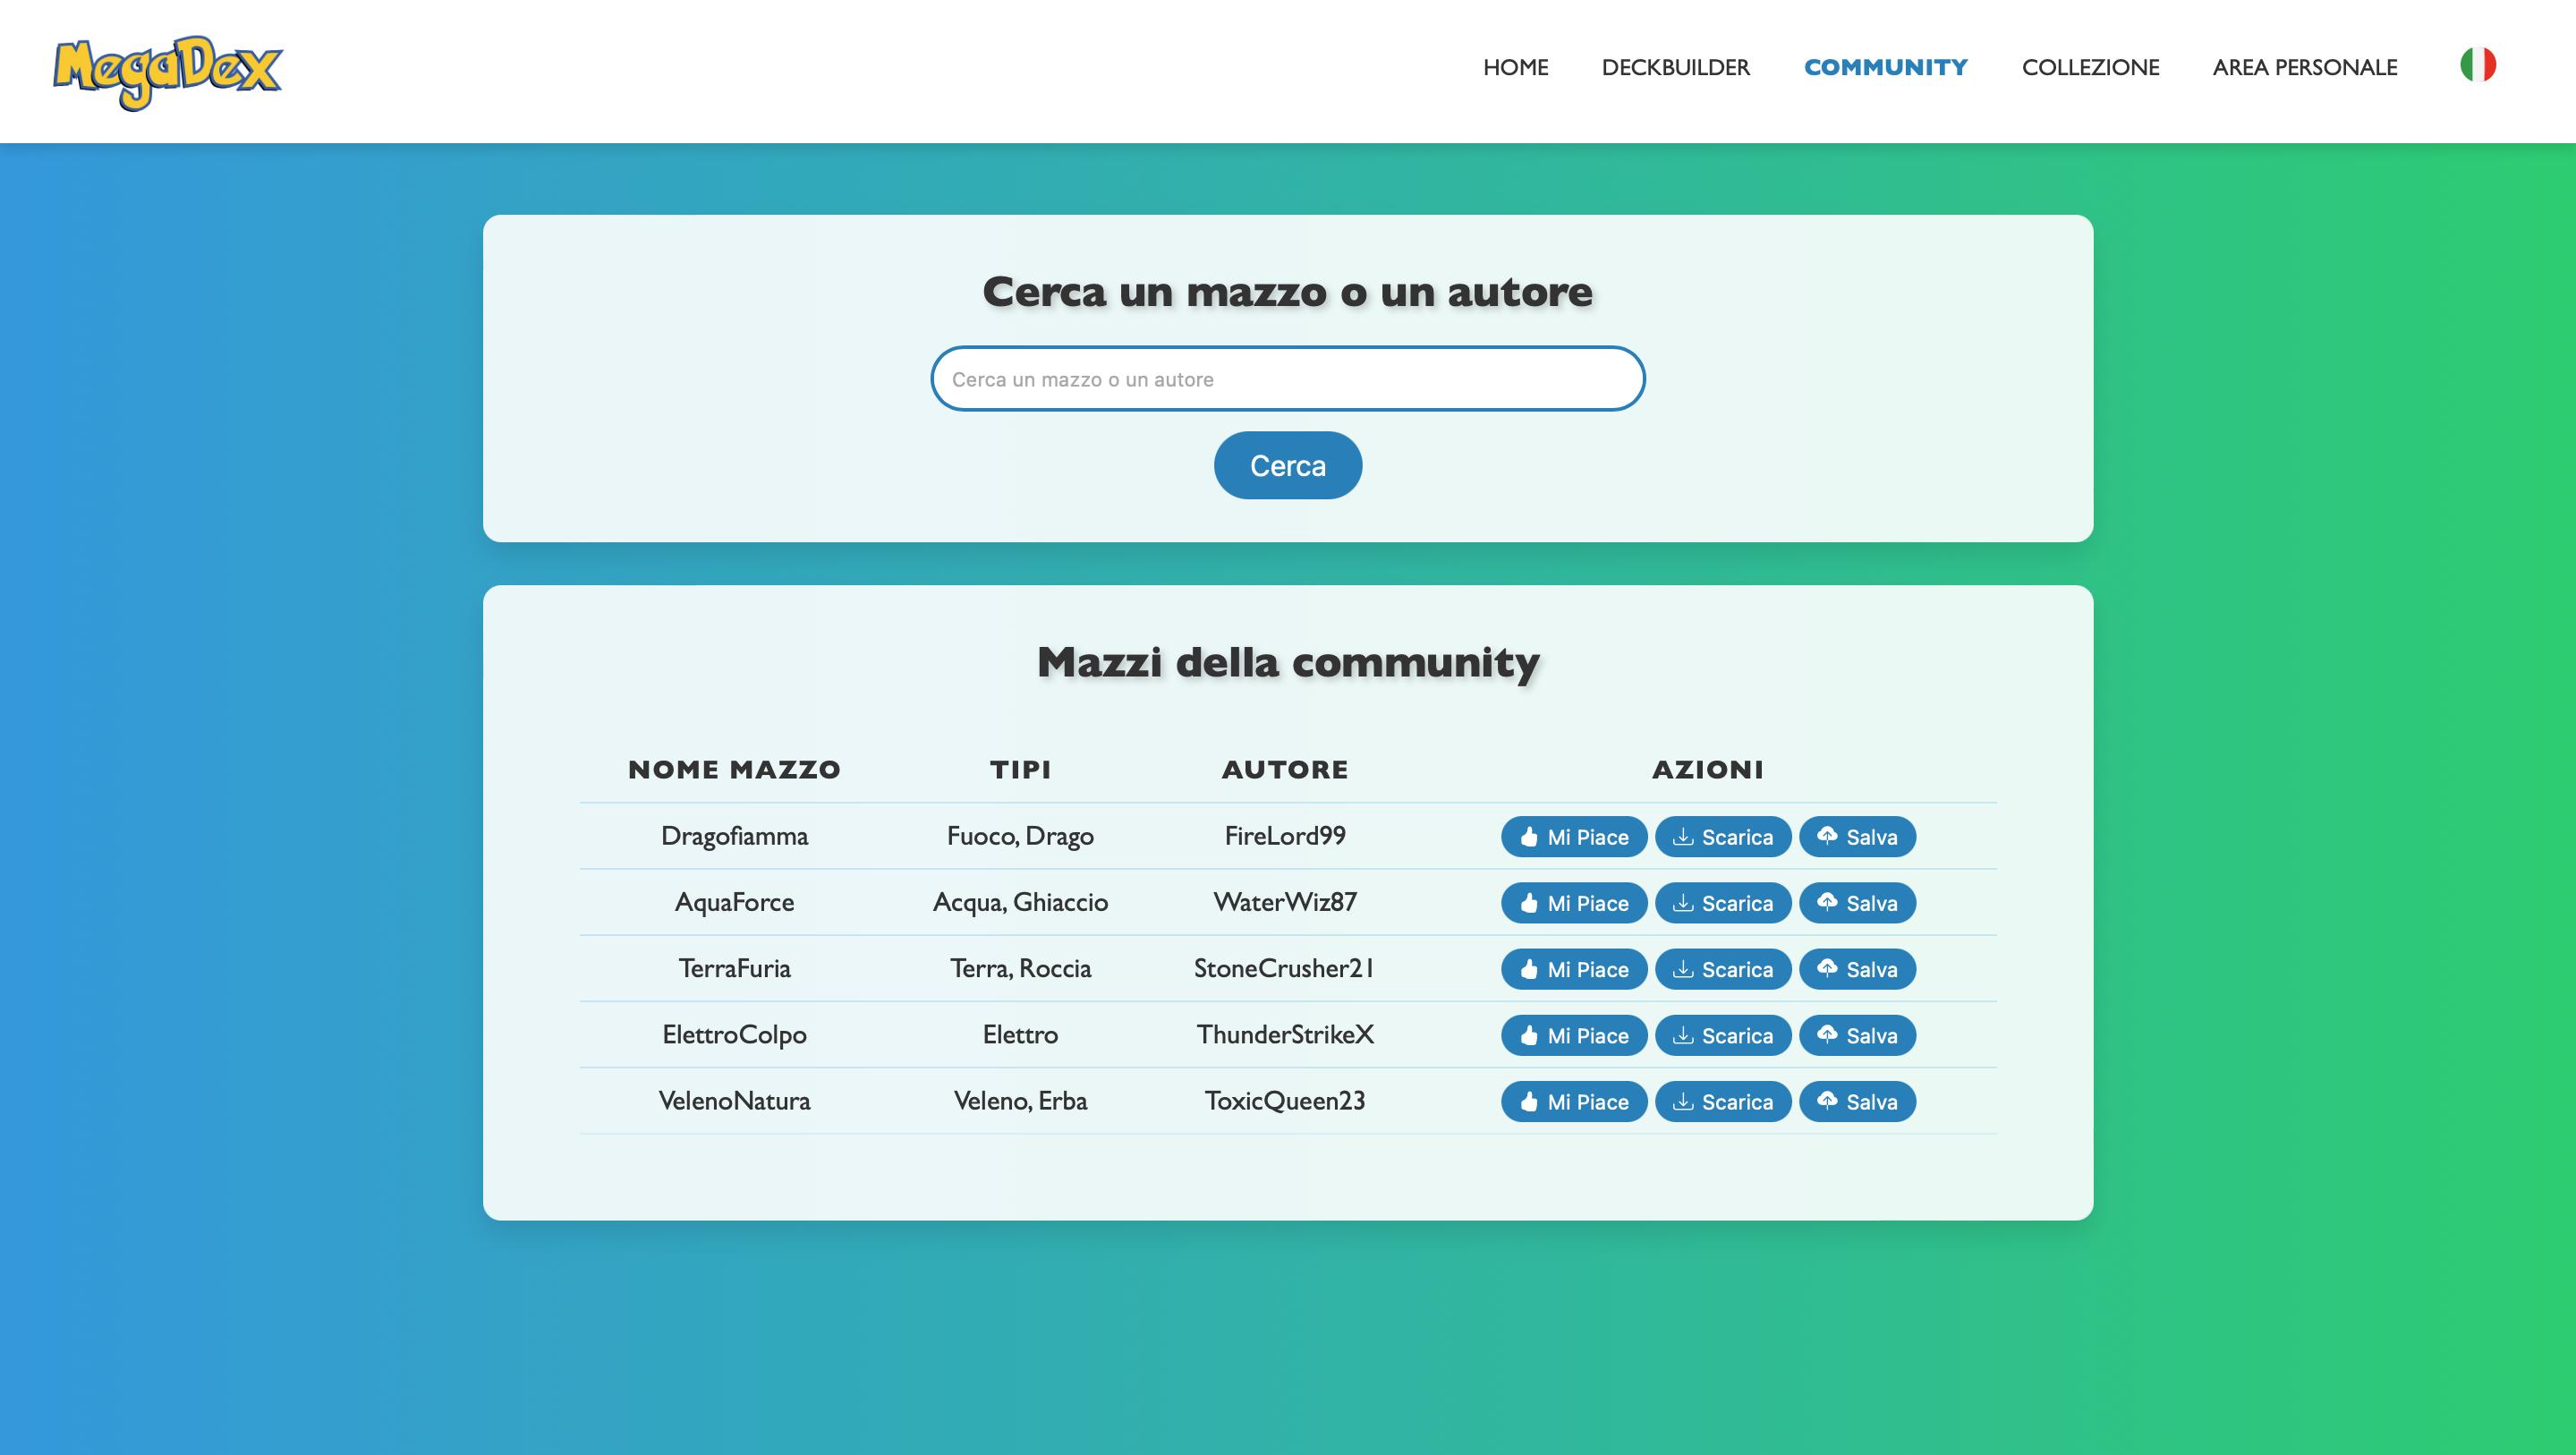 MegaDex
HOME DECKBUILDER COMMUNITY COLLEZIONE AREA PERSONALE
Cerca un mazzo o un autore
Cerca un mazzo o un autore
Cerca
Mazzi della community
NOME MAZZO TIPI AUTORE AZIONI
Dragofiamma Fuoco, Drago FireLord99 Mi Piace Scarica Salva
AquaForce Acqua, Ghiaccio WaterWiz87 Mi Piace Scarica Salva
TerraFuria Terra, Roccia StoneCrusher21 Mi Piace Scarica Salva
ElettroColpo Elettro ThunderStrikeX Mi Piace Scarica Salva
VelenoNatura Veleno, Erba ToxicQueen23 Mi Piace Scarica Salva